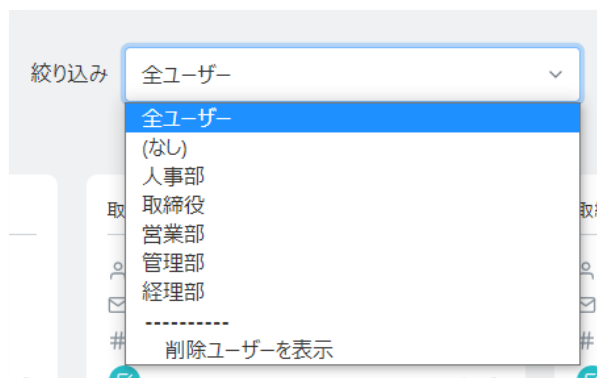 絞り込み 全ユーザー
全ユーザー
(なし)
人事部
取締役
取
営業部
管理部
経理部
#
#
----------
削除ユーザーを表示